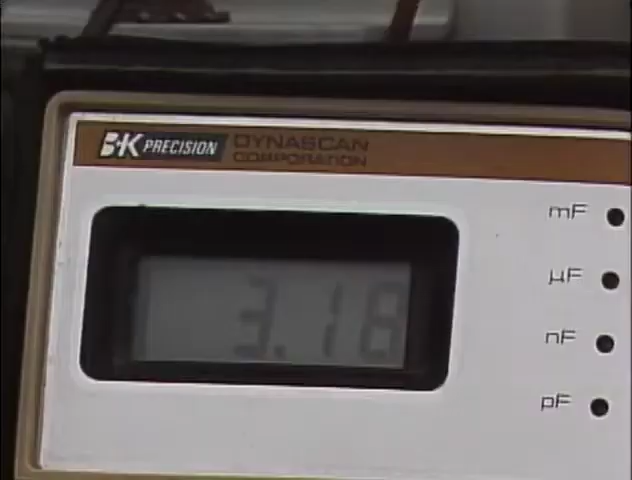 B+K PRECISION
DYNASCAN
CORPORATION
3.18
mF
µF
nF
pF